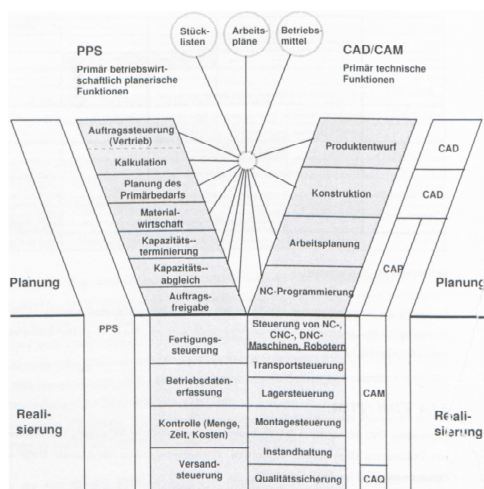 Stück-
listen
Arbeits-
pläne
Betriebs-
mittel
PPS
Primär betriebswirt-
schaftlich planerische
Funktionen
CAD/CAM
Primär technische
Funktionen
Auftragssteuerung
(Vertrieb)
Kalkulation
Planung des
Primärbedarfs
Material-
wirtschaft
Kapazitäts--
terminierung
Kapazitäts--
abgleich
Auftrags-
freigabe
Produktentwurf
Konstruktion
Arbeitsplanung
NC-Programmierung
CAD
CAD
CAP
Planung
Planung
PPS
Fertigungs-
steuerung
Betriebsdaten-
erfassung
Kontrolle (Menge,
Zeit, Kosten)
Versand-
steuerung
Steuerung von NC-,
CNC-, DNC-
Maschinen, Robotern
Transportsteuerung
Lagersteuerung
Montagesteuerung
Instandhaltung
Qualitätssicherung
CAM
CAQ
Reali-
sierung
Reali-
sierung